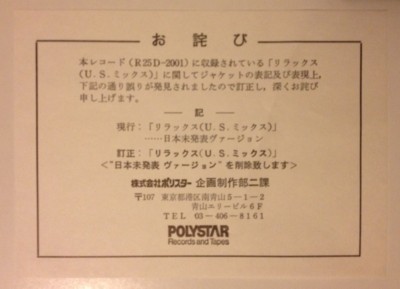 お詫び
本レコード(R25D-2001)に収録されている「リラックス
(U.S.ミックス)」に関してジャケットの表記及び表現上、
下記の通り誤りが発見されましたので訂正し、深くお詫び
申し上げます。
記
現行:「リラックス(U.S.ミックス)」
……日本未発表ヴァージョン
訂正:「リラックス(U.S.ミックス)」
<"日本未発表 ヴァージョン"を削除致します>
株式会社ポリスター 企画制作部二課
〒107 東京都港区南青山5-1-2
青山エリービル6F
TEL 03-406-8161
POLYSTAR
Records and Tapes